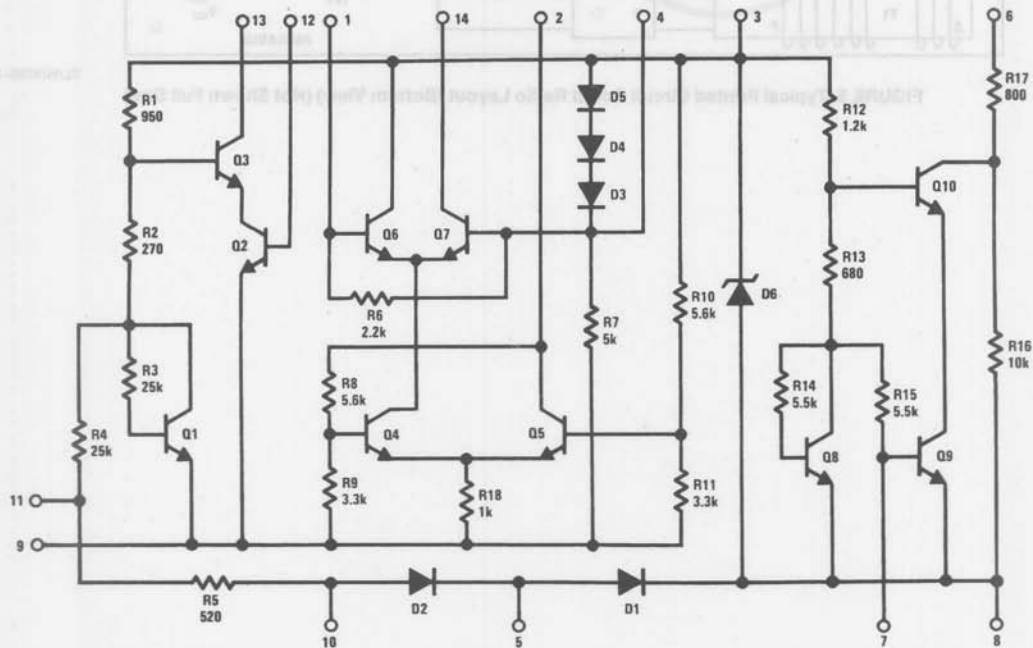 13 12 1 14 2 4 3 6
R1
950
R2
270
R3
25k
R4
25k
Q3
Q2
Q1
11
9
R5
520
10
D2
5
D1
Q6 Q7
R6
2.2k
R8
5.6k
R9
3.3k
Q4 Q5
R18
1k
D5
D4
D3
R7
5k
R10
5.6k
R11
3.3k
D6
R12
1.2k
R13
680
R14
5.5k
R15
5.5k
Q8
Q9
Q10
R17
800
R16
10k
7
8